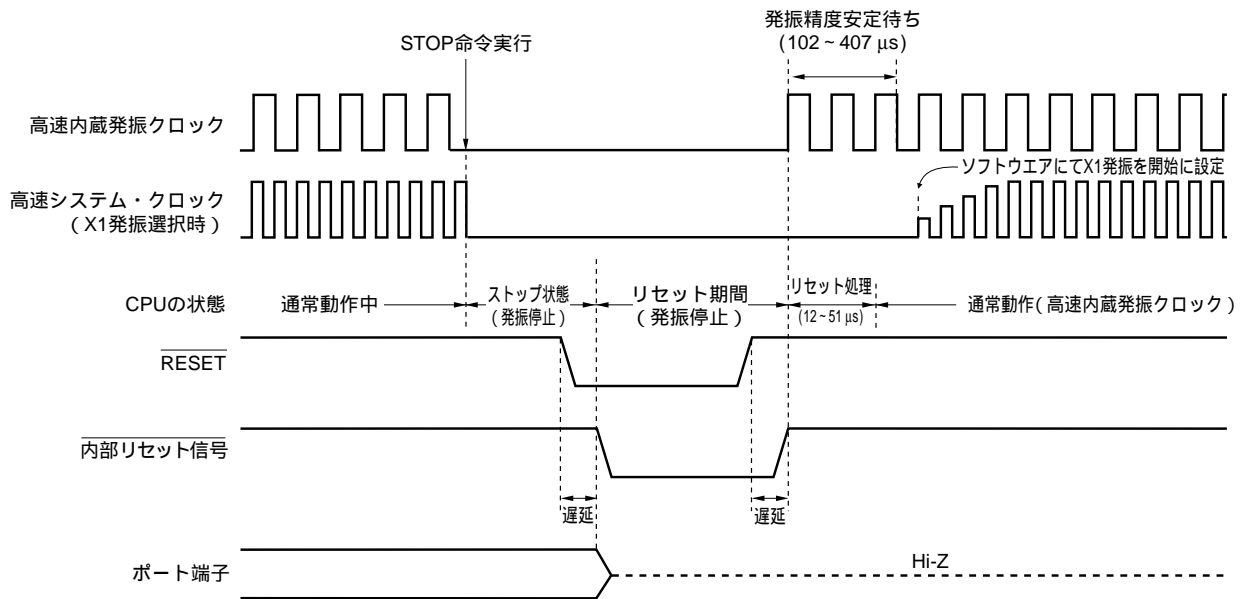 発振精度安定待ち
(102~407 μs)
STOP命令実行
高速内蔵発振クロック
ソフトウエアにてX1発振を開始に設定
高速システム・クロック
(X1発振選択時)
CPUの状態
通常動作中
ストップ状態
(発振停止)
リセット期間
(発振停止)
リセット処理
(12~51 μs)
通常動作(高速内蔵発振クロック)
RESET
内部リセット信号
遅延
遅延
ポート端子
Hi-Z